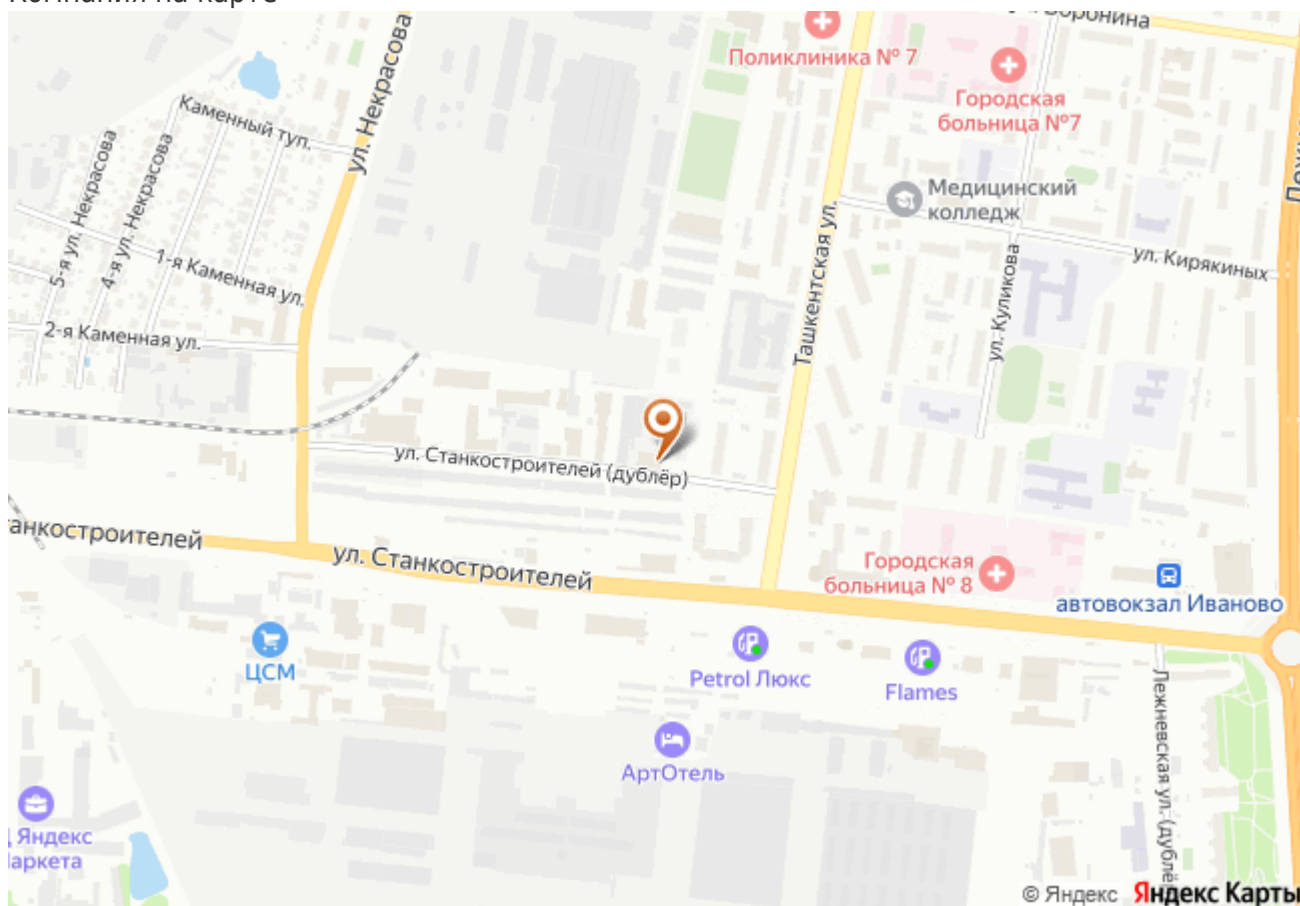 Компания на карте
Воронина
Поликлиника № 7
Городская
больница №7
ул. Некрасова
Каменный туп.
5-я ул. Некрасова
4-я ул. Некрасова
Медицинский
колледж
Ташкентская ул.
ул. Кирякиных
ул. Куликова
1-я Каменная ул.
2-я Каменная ул.
ул. Станкостроителей (дублёр)
анкостроителей
ул. Станкостроителей
Городская
больница № 8
автовокзал Иваново
ЦСМ
Petrol Люкс
Flames
Лежневская ул. (дублёр
АртОтель
Яндекс
аркета
© Яндекс Яндекс Карты